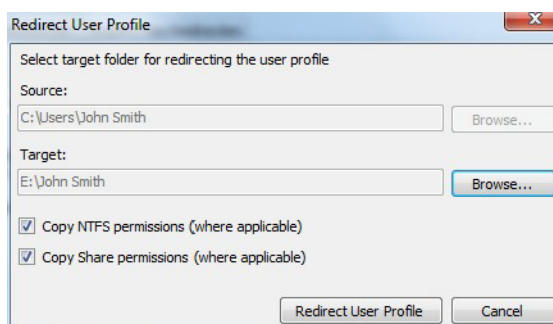 Redirect User Profile
Select target folder for redirecting the user profile
Source:
C:\Users\John Smith
Browse...
Target:
E:\John Smith
Browse...
Copy NTFS permissions (where applicable)
Copy Share permissions (where applicable)
Redirect User Profile
Cancel